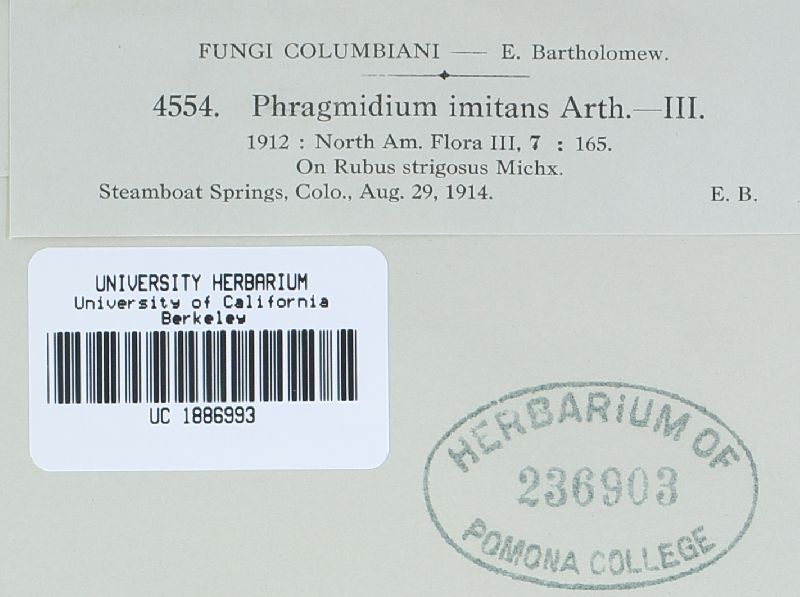 FUNGI COLUMBIANI — E. Bartholomew.
4554. Phragmidium imitans Arth.—III.
1912 : North Am. Flora III, 7 : 165.
On Rubus strigosus Michx.
Steamboat Springs, Colo., Aug. 29, 1914. E. B.
UNIVERSITY HERBARIUM
University of California
Berkeley
UC 1886993
HERBARiUM OF
236903
POMONA COLLEGE